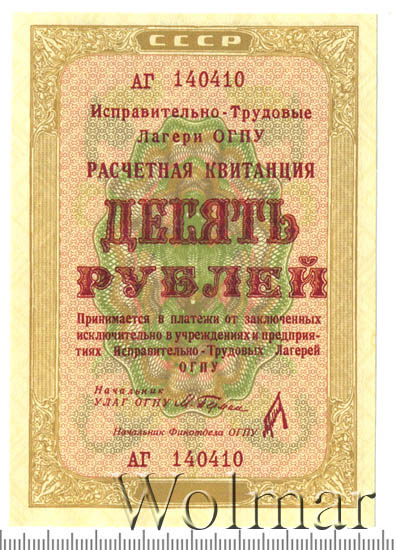 СССР
АГ 140410
Исправительно-Трудовые
Лагери ОГПУ
РАСЧЕТНАЯ КВИТАНЦИЯ
ДЕСЯТЬ
РУБЛЕЙ
Принимается в платежи от заключенных
исключительно в учреждениях и предприя-
тиях Исправительно-Трудовых Лагерей
ОГПУ
Начальник
УЛАГ ОГПУ
Начальник Финотдела ОГПУ
АГ 140410
Wolmar